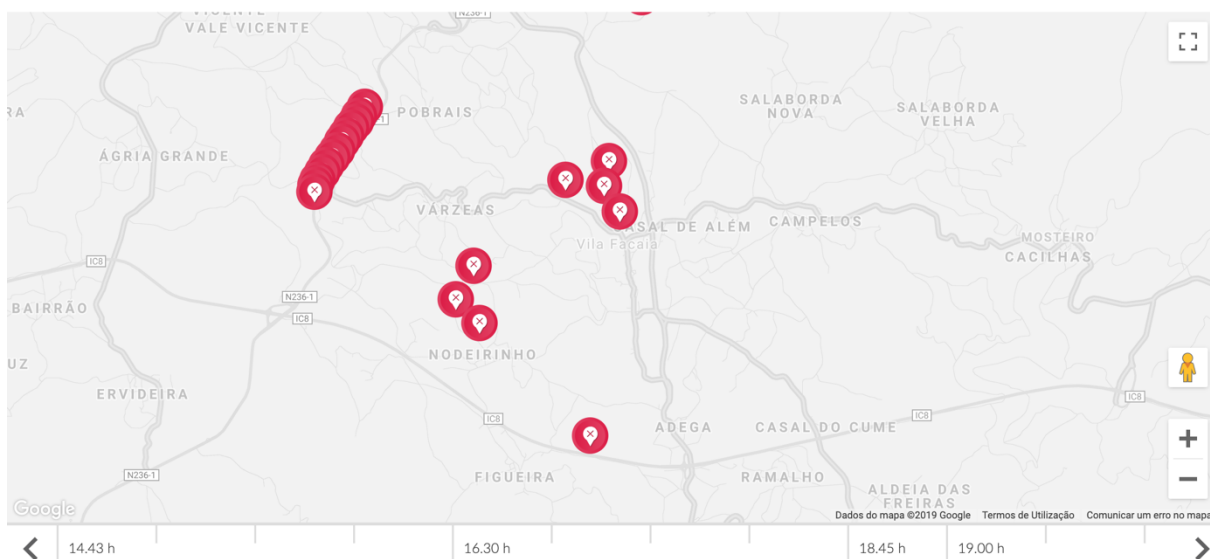 VALE VICENTE
N236-1
POBRAIS
SALABORDA
NOVA
SALABORDA
VELHA
ÁGRIA GRANDE
VÁRZEAS
CAMPELOS
Vila Facaia
MOSTEIRO
CACILHAS
IC8
N236-1
BAIRRÃO
IC8
NODEIRINHO
ERVIDEIRA
IC8
IC8
IC8
ADEGA
CASAL DO CUME
N236-1
FIGUEIRA
RAMALHO
ALDEIA DAS
FREIRAS
Google
Dados do mapa ©2019 Google Termos de Utilização Comunicar um erro no mapa
14.43 h 16.30 h 18.45 h 19.00 h